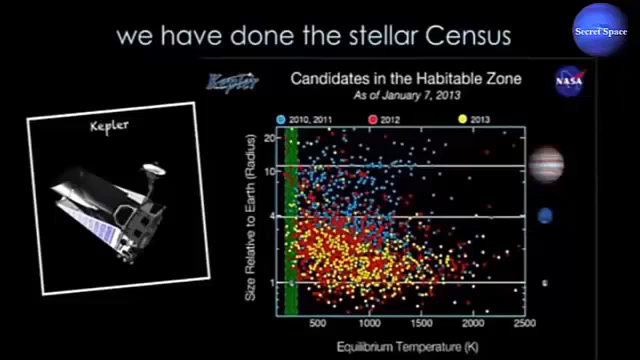 we have done the stellar Census
Secret Space
Kepler
Kepler
Candidates in the Habitable Zone
As of January 7, 2013
NASA
2010, 2011
2012
2013
Size Relative to Earth (Radius)
20
10
4
1
500
1000
1500
2000
2500
Equilibrium Temperature (K)